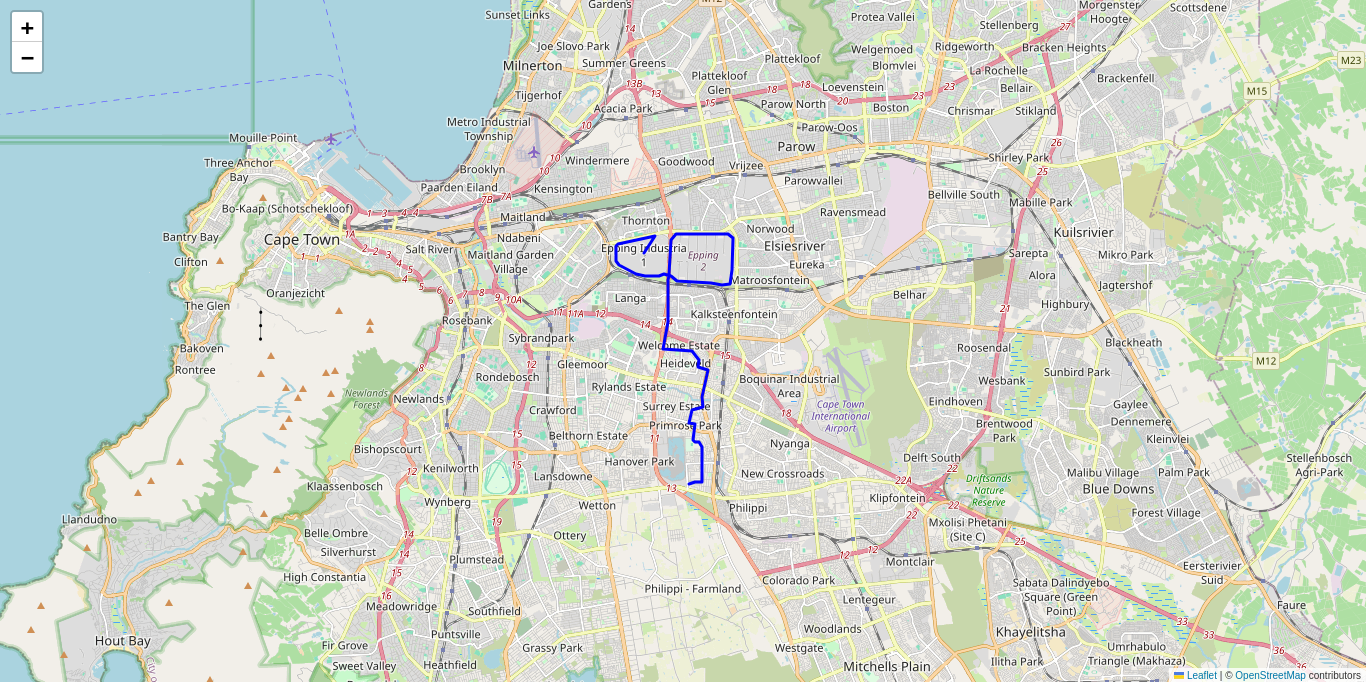 +
−
Sunset Links
Gardens
M12
Protea Vallei
Morgenster
Hoogte
Scottsdene
Stellenberg
Joe Slovo Park
Summer Greens
Milnerton
Welgemoed
Ridgeworth
Bracken Heights
M23
Plattekloof
Blomvlei
Plattekloof
Glen
La Rochelle
Brackenfell
Loevenstein
Bellair
M15
Tijgerhof
Acacia Park
Parow North
Boston
Chrismar
Stikland
Metro Industrial
Township
Parow-Oos
Mouille Point
Parow
Three Anchor
Bay
Windermere
Goodwood
Vrijzee
Shirley Park
Brooklyn
Parowvallei
Paarden Eiland
Kensington
Bellville South
Mabille Park
Bo-Kaap (Schotschekloof)
Maitland
Thornton
Ravensmead
Bantry Bay
Cape Town
Salt River
Ndabeni
Norwood
Kuilsrivier
Maitland Garden
Village
Epping Industria
1
Epping
2
Elsiesriver
Sarepta
Mikro Park
Clifton
Eureka
Alora
Matroosfontein
Jagtershof
Oranjezicht
Langa
Belhar
The Glen
Highbury
Kalksteenfontein
Rosebank
Sybrandpark
Welcome Estate
Roosendal
Blackheath
Bakoven
Rontree
Gleemoor
Heideveld
M12
Sunbird Park
Rondebosch
Boquinar Industrial
Area
Wesbank
Rylands Estate
Newlands
Forest
Newlands
Eindhoven
Gaylee
Crawford
Surrey Estate
Cape Town
International
Airport
Dennemere
Primrose Park
Brentwood
Park
Belthorn Estate
Nyanga
Kleinvlei
Bishopscourt
Hanover Park
Delft South
Stellenbosch
Agri-Park
Kenilworth
New Crossroads
Malibu Village
Palm Park
Lansdowne
Driftsands
Nature
Reserve
Blue Downs
Klaassenbosch
Klipfontein
Wynberg
Wetton
Philippi
Forest Village
Llandudno
Mxolisi Phetani
(Site C)
Belle Ombre
Ottery
Silverhurst
Plumstead
Montclair
Eersterivier
Suid
High Constantia
Colorado Park
Sabata Dalindyebo
Square (Green
Point)
Philippi - Farmland
Meadowridge
Lentegeur
Faure
Southfield
Hout Bay
Puntsville
Woodlands
Khayelitsha
Fir Grove
Grassy Park
Westgate
Umrhabulo
Triangle (Makhaza)
Sweet Valley
Heathfield
Mitchells Plain
Ilitha Park
Leaflet | © OpenStreetMap contributors